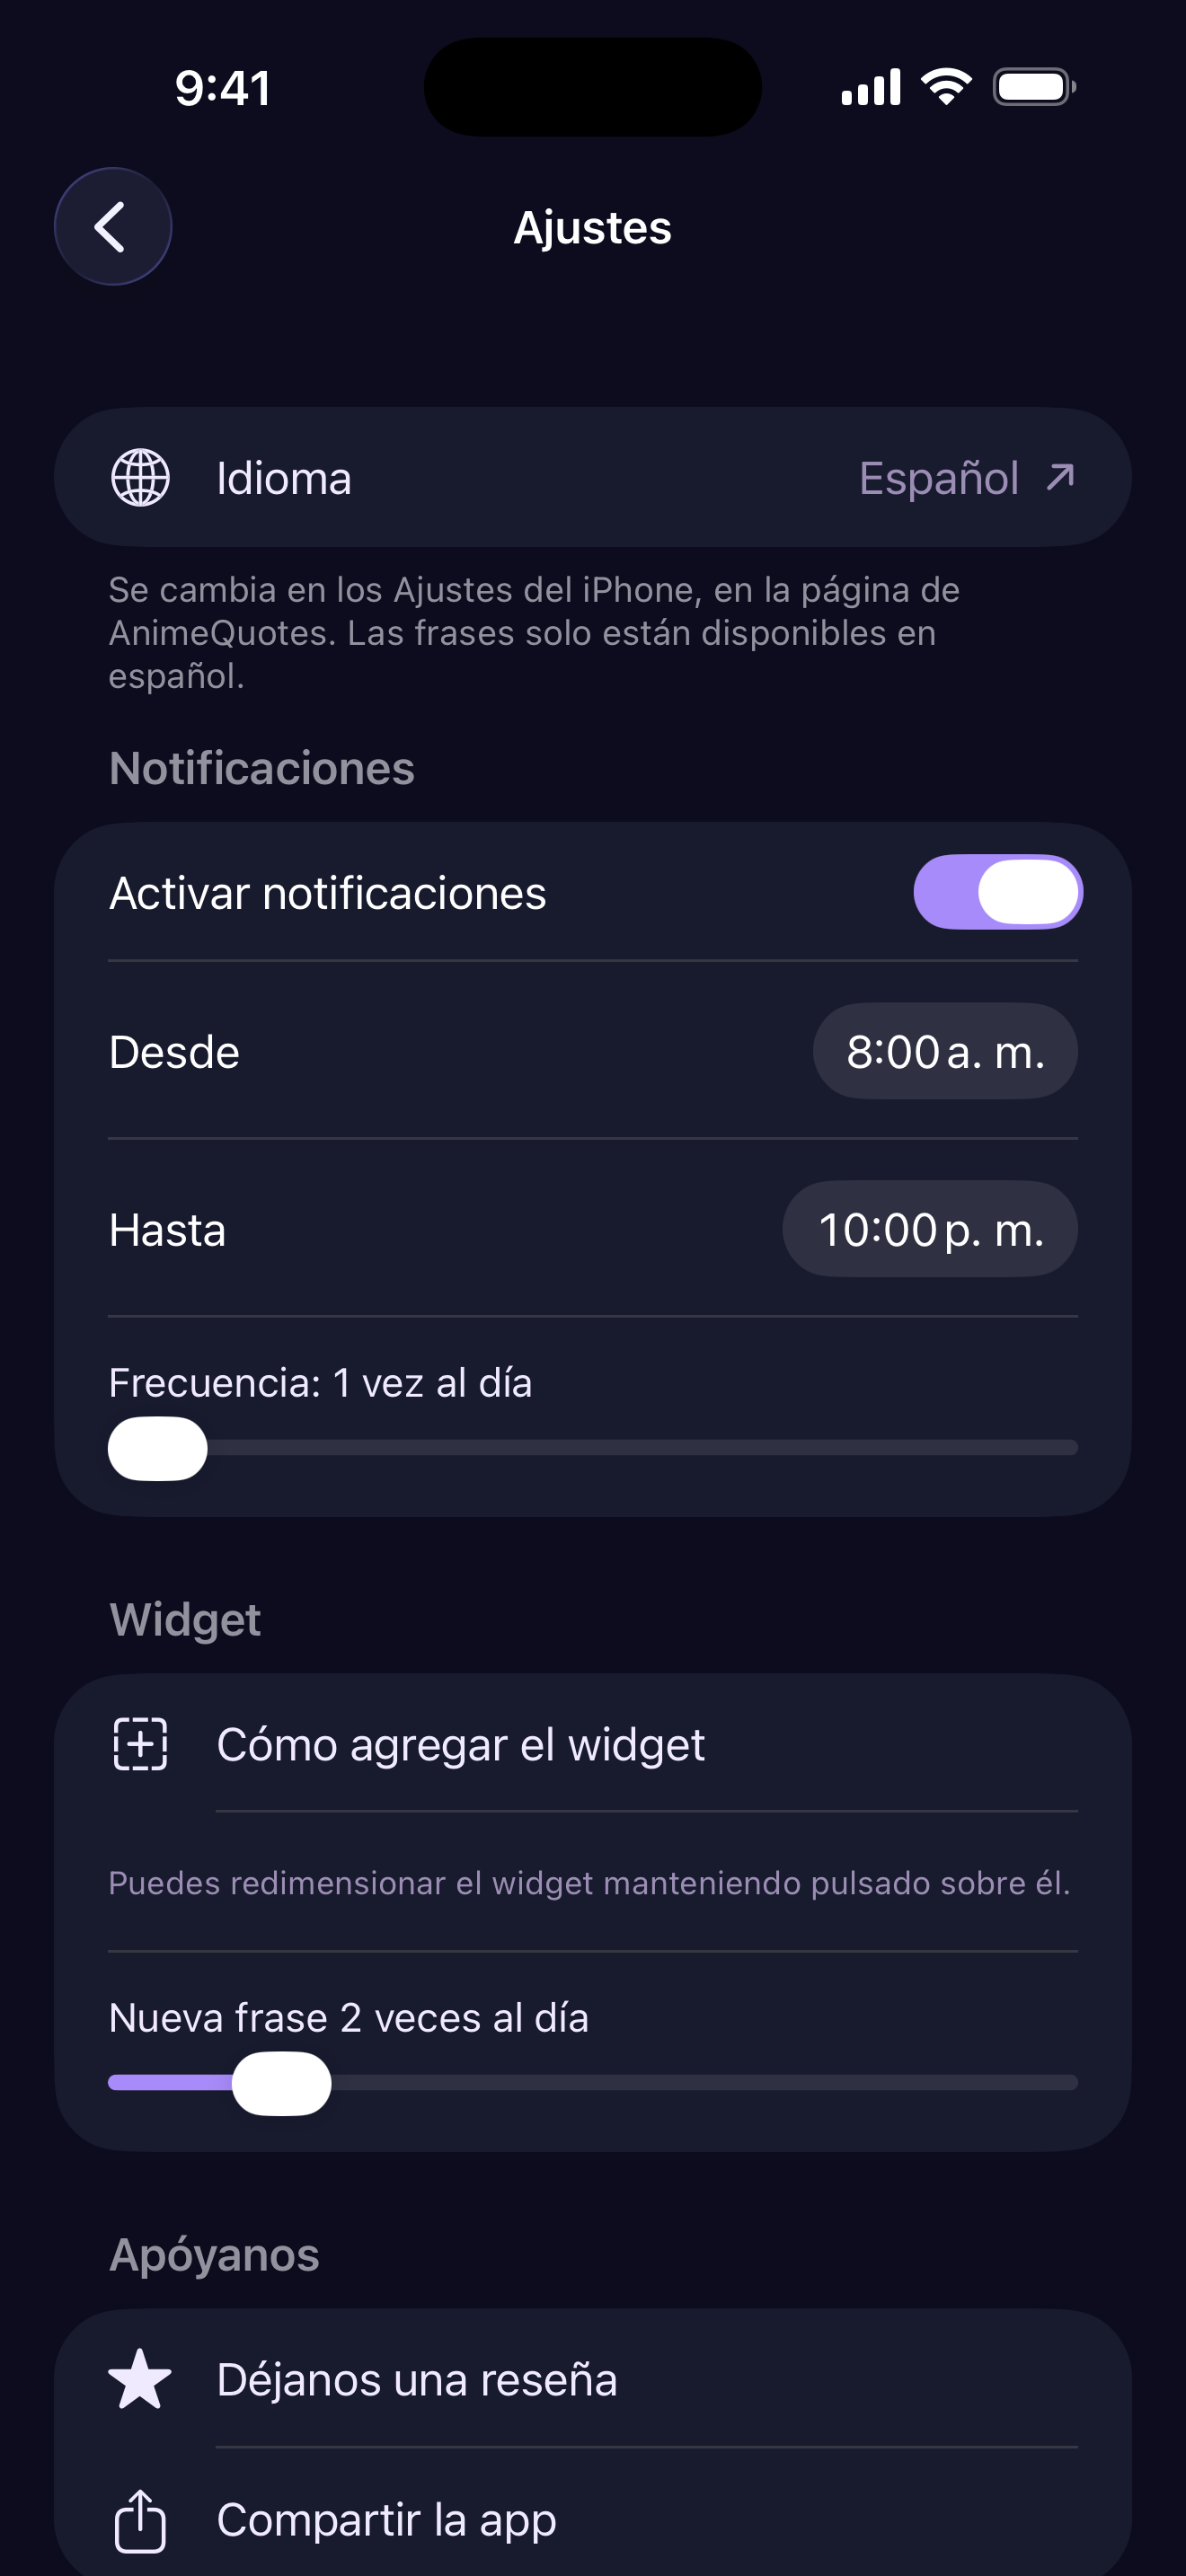 9:41
Ajustes
Idioma
Español
Se cambia en los Ajustes del iPhone, en la página de
AnimeQuotes. Las frases solo están disponibles en
español.
Notificaciones
Activar notificaciones
Desde
8:00 a. m.
Hasta
10:00 p. m.
Frecuencia: 1 vez al día
Widget
Cómo agregar el widget
Puedes redimensionar el widget manteniendo pulsado sobre él.
Nueva frase 2 veces al día
Apóyanos
Déjanos una reseña
Compartir la app